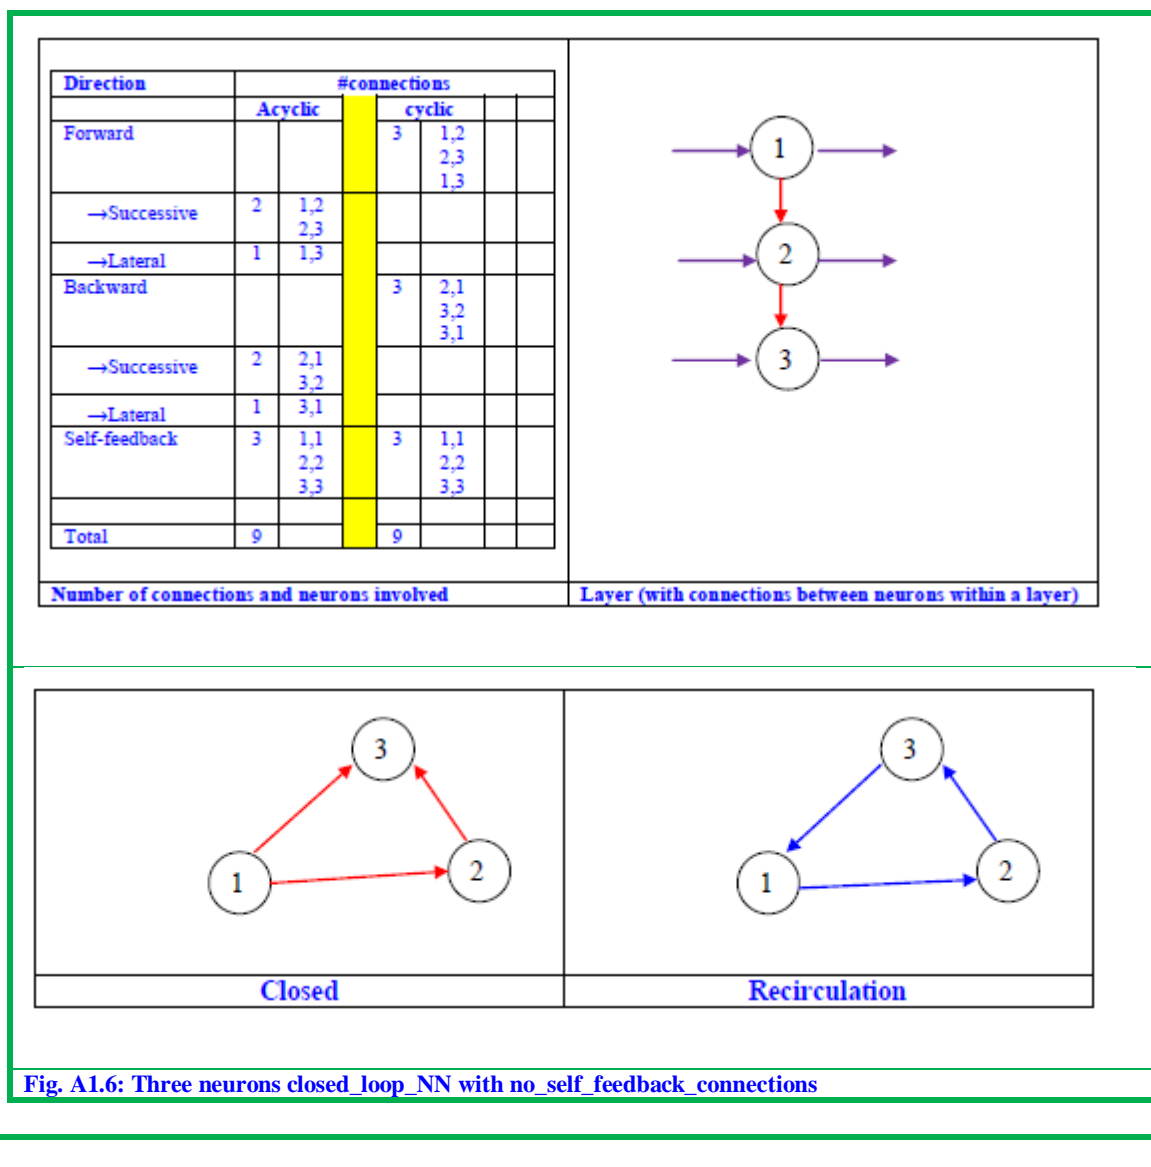 Direction #connections
Acyclic cyclic
Forward 3 1,2
2,3
1,3
→Successive 2 1,2
2,3
→Lateral 1 1,3
Backward 3 2,1
3,2
3,1
→Successive 2 2,1
3,2
→Lateral 1 3,1
Self-feedback 3 1,1 3 1,1
2,2 2,2
3,3 3,3
Total 9 9
Number of connections and neurons involved
1
2
3
Layer (with connections between neurons within a layer)
3
1
2
Closed
3
1
2
Recirculation
Fig. A1.6: Three neurons closed_loop_NN with no_self_feedback_connections